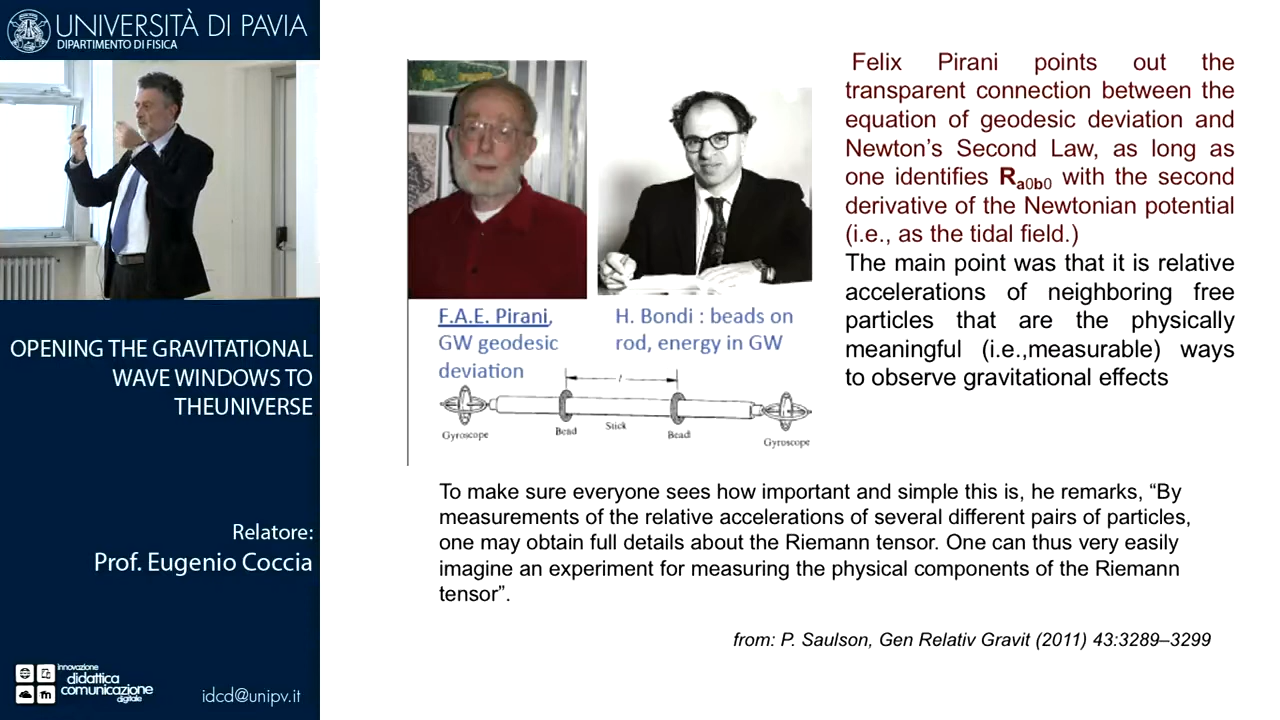 UNIVERSITÀ DI PAVIA
DIPARTIMENTO DI FISICA
OPENING THE GRAVITATIONAL
WAVE WINDOWS TO
THEUNIVERSE
Relatore:
Prof. Eugenio Coccia
innovazione
didattica
comunicazione
digitale
idcd@unipv.it
F.A.E. Pirani,
GW geodesic
deviation
H. Bondi : beads on
rod, energy in GW
l
Gyroscope
Bead
Stick
Bead
Gyroscope
Felix Pirani points out the
transparent connection between the
equation of geodesic deviation and
Newton's Second Law, as long as
one identifies Ra0b0 with the second
derivative of the Newtonian potential
(i.e., as the tidal field.)
The main point was that it is relative
accelerations of neighboring free
particles that are the physically
meaningful (i.e.,measurable) ways
to observe gravitational effects
To make sure everyone sees how important and simple this is, he remarks, “By
measurements of the relative accelerations of several different pairs of particles,
one may obtain full details about the Riemann tensor. One can thus very easily
imagine an experiment for measuring the physical components of the Riemann
tensor”.
from: P. Saulson, Gen Relativ Gravit (2011) 43:3289–3299